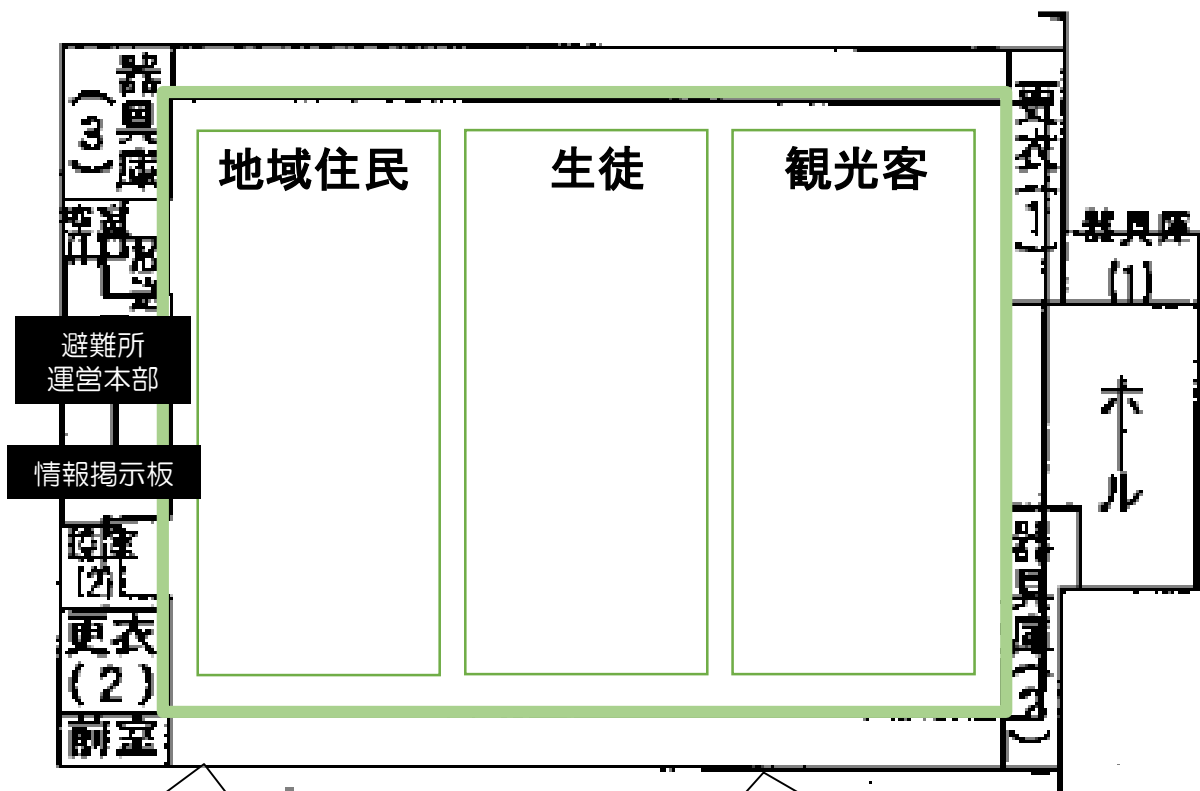 器具庫
(3)
地域住民
生徒
観光客
更衣(1)
器具庫
(1)
避難所
運営本部
情報掲示板
ホール
控室
(2)
更衣
(2)
前室
器具庫